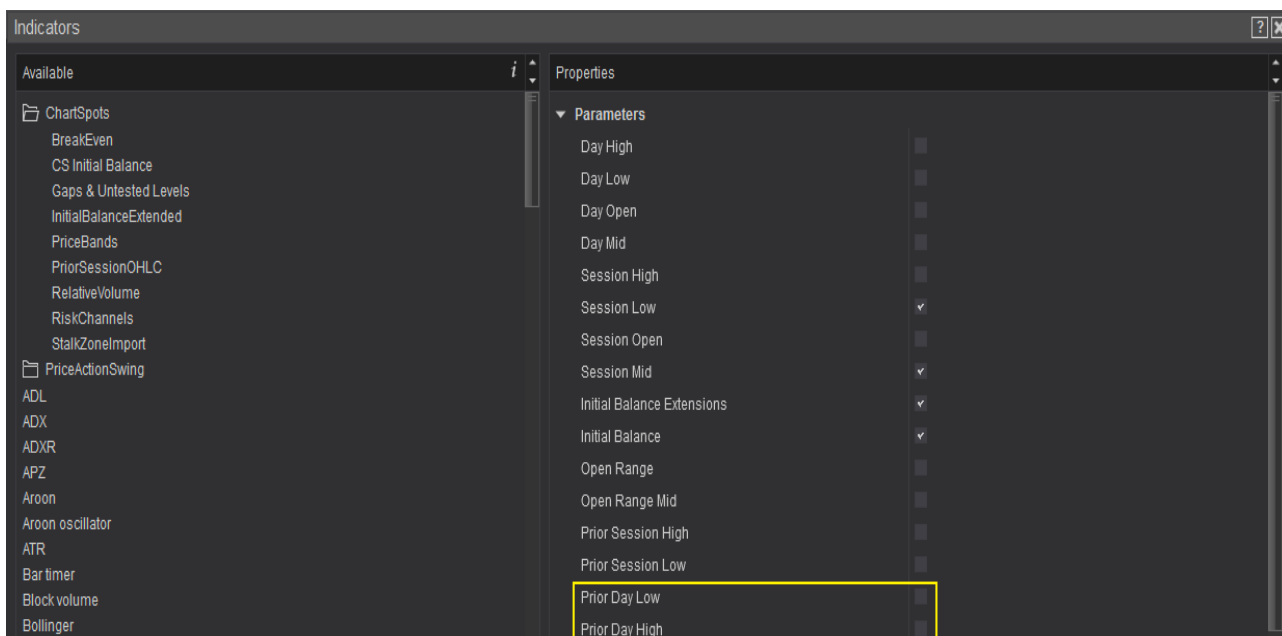 Indicators
Available
ChartSpots
BreakEven
CS Initial Balance
Gaps & Untested Levels
InitialBalanceExtended
PriceBands
PriorSessionOHLC
RelativeVolume
RiskChannels
StalkZoneImport
PriceActionSwing
ADL
ADX
ADXR
APZ
Aroon
Aroon oscillator
ATR
Bar timer
Block volume
Bollinger
Properties
Parameters
Day High
Day Low
Day Open
Day Mid
Session High
Session Low
Session Open
Session Mid
Initial Balance Extensions
Initial Balance
Open Range
Open Range Mid
Prior Session High
Prior Session Low
Prior Day Low
Prior Day High